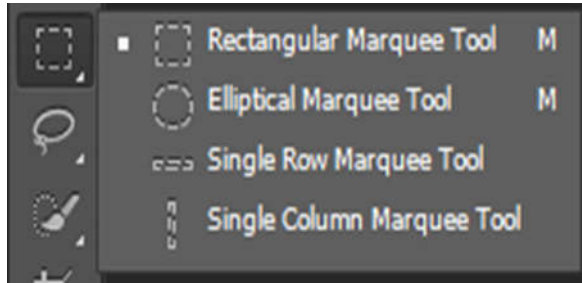 Rectangular Marquee Tool M
Elliptical Marquee Tool M
Single Row Marquee Tool
Single Column Marquee Tool